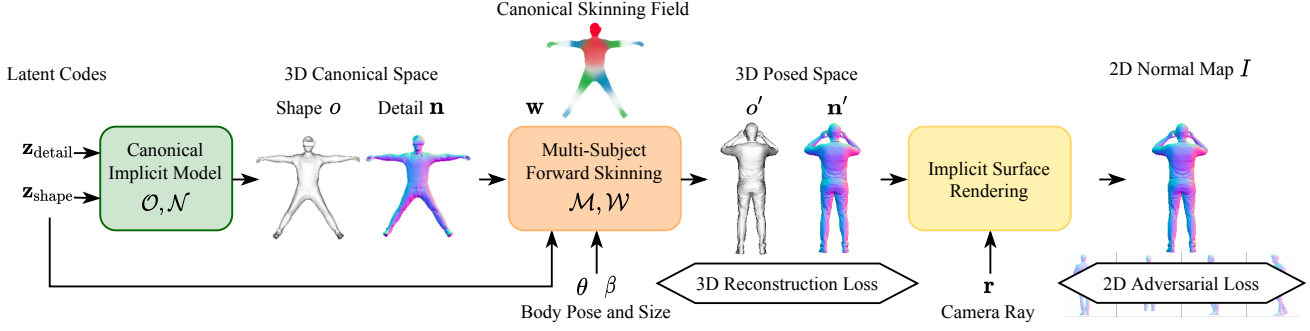 Canonical Skinning Field
Latent Codes
3D Canonical Space
3D Posed Space
2D Normal Map I
Shape o
Detail n
w
o′
n′
z_detail
z_shape
Canonical
Implicit Model
𝒪, 𝒩
Multi-Subject
Forward Skinning
ℳ, 𝒲
Implicit Surface
Rendering
θ β
Body Pose and Size
3D Reconstruction Loss
r
Camera Ray
2D Adversarial Loss